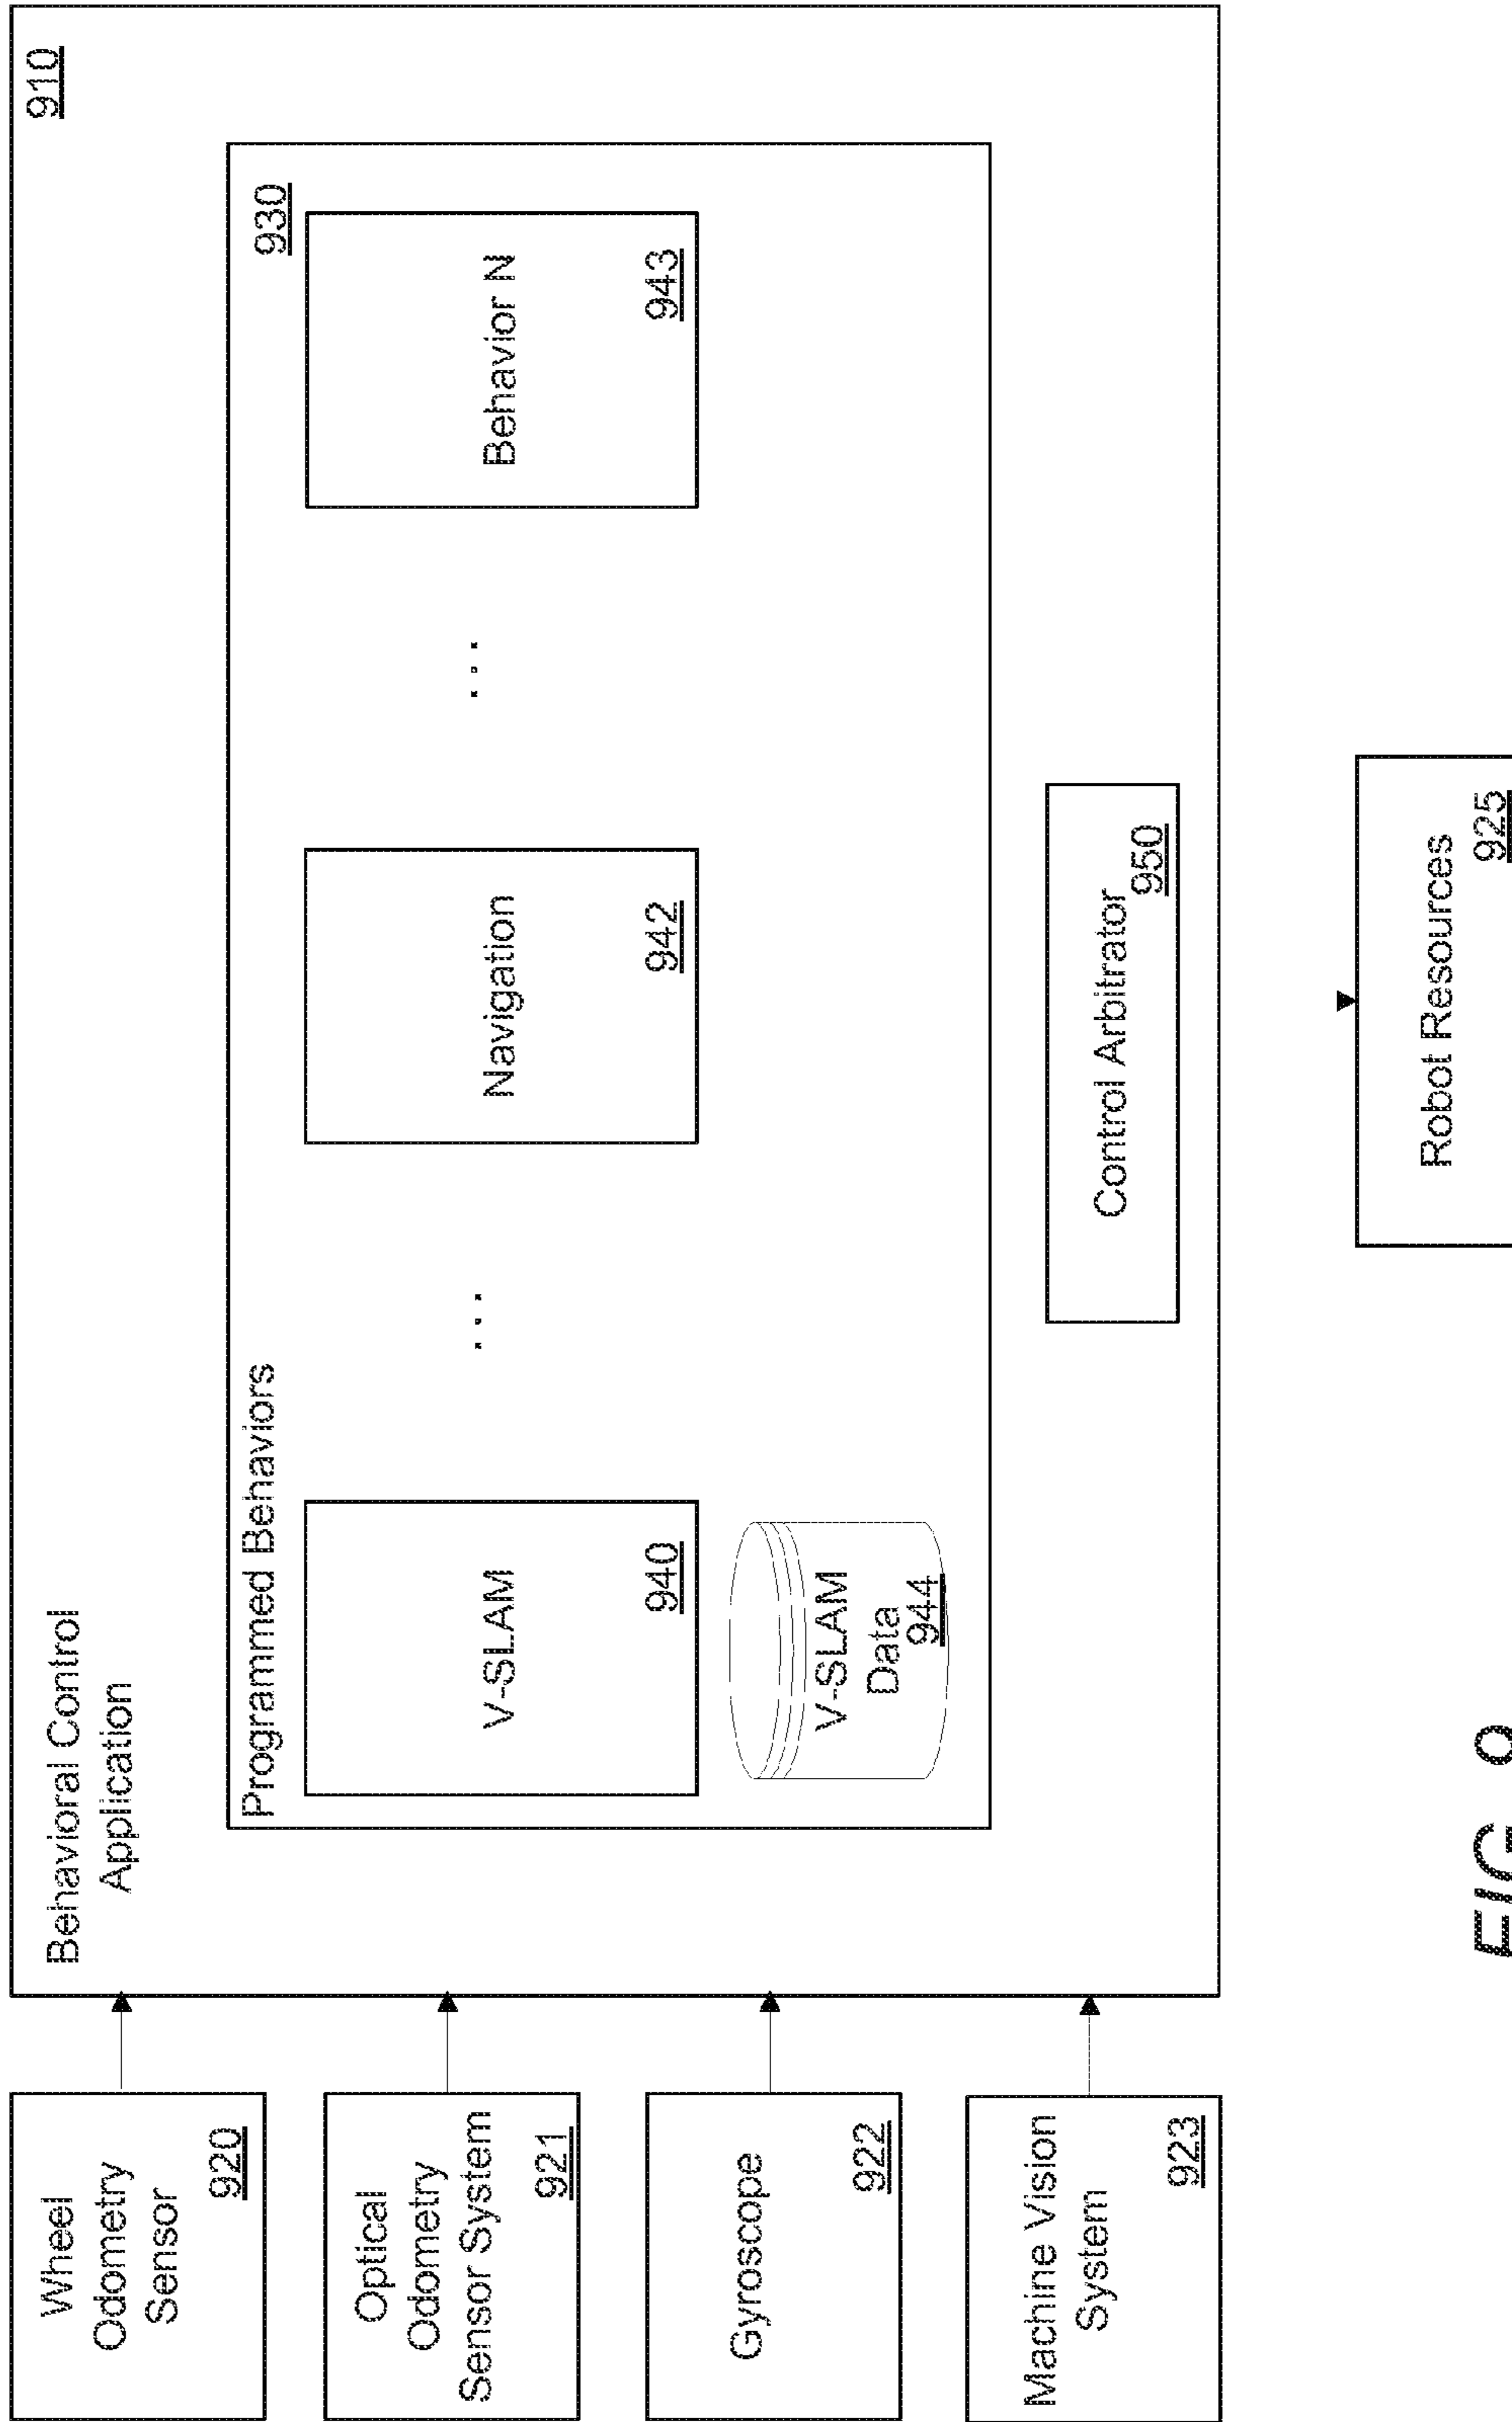 910
Behavioral Control
Application
Programmed Behaviors
930
V-SLAM
940
...
Navigation
942
...
Behavior N
943
V-SLAM
Data
944
Control Arbitrator
950
Wheel
Odometry
Sensor
920
Optical
Odometry
Sensor System
921
Gyroscope
922
Machine Vision
System
923
Robot Resources
925
FIG. 9